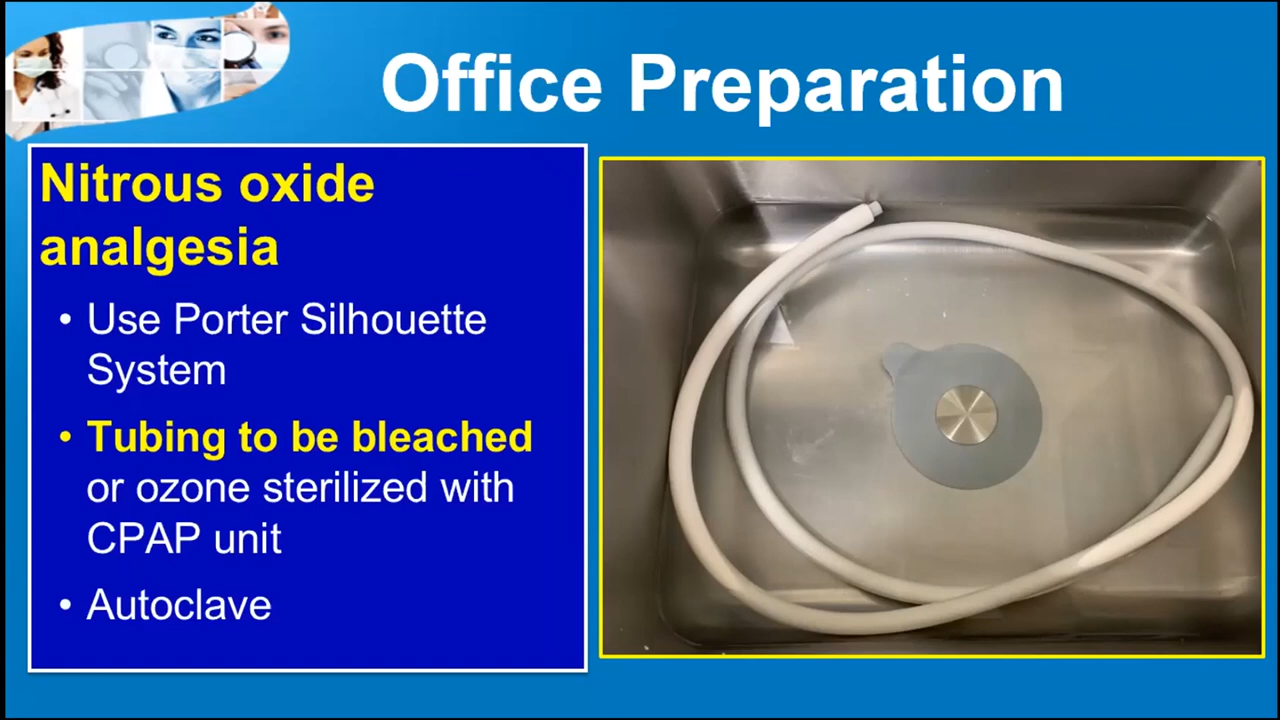 Office Preparation
Nitrous oxide
analgesia
• Use Porter Silhouette
System
• Tubing to be bleached
or ozone sterilized with
CPAP unit
• Autoclave